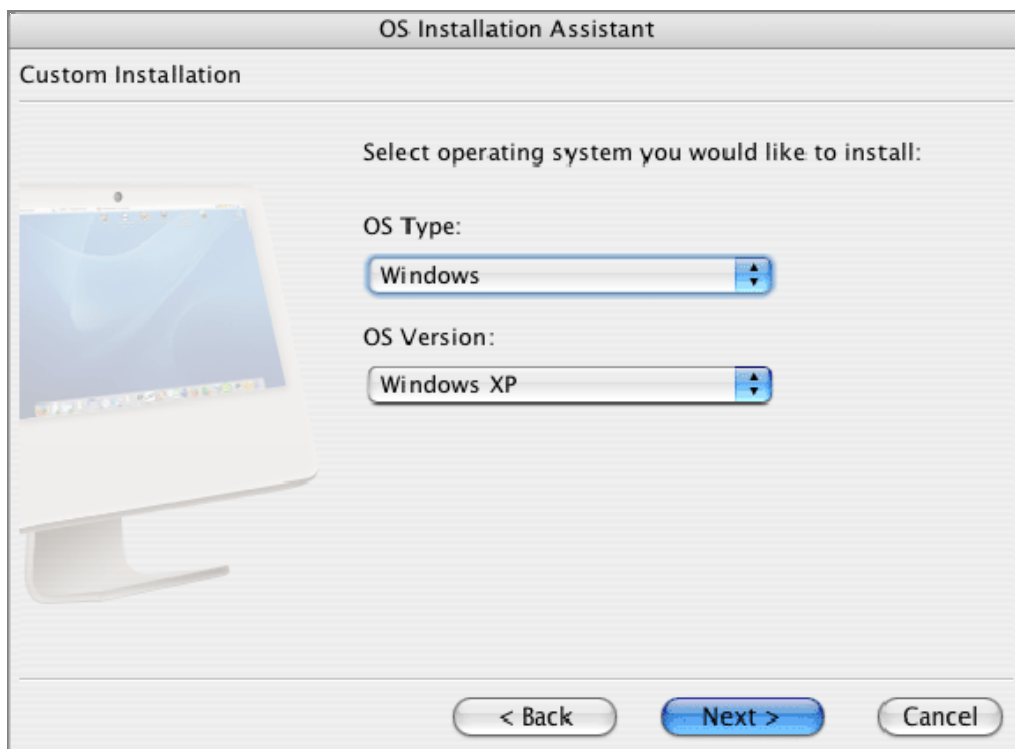 OS Installation Assistant
Custom Installation
Select operating system you would like to install:
OS Type:
Windows
OS Version:
Windows XP
< Back Next > Cancel